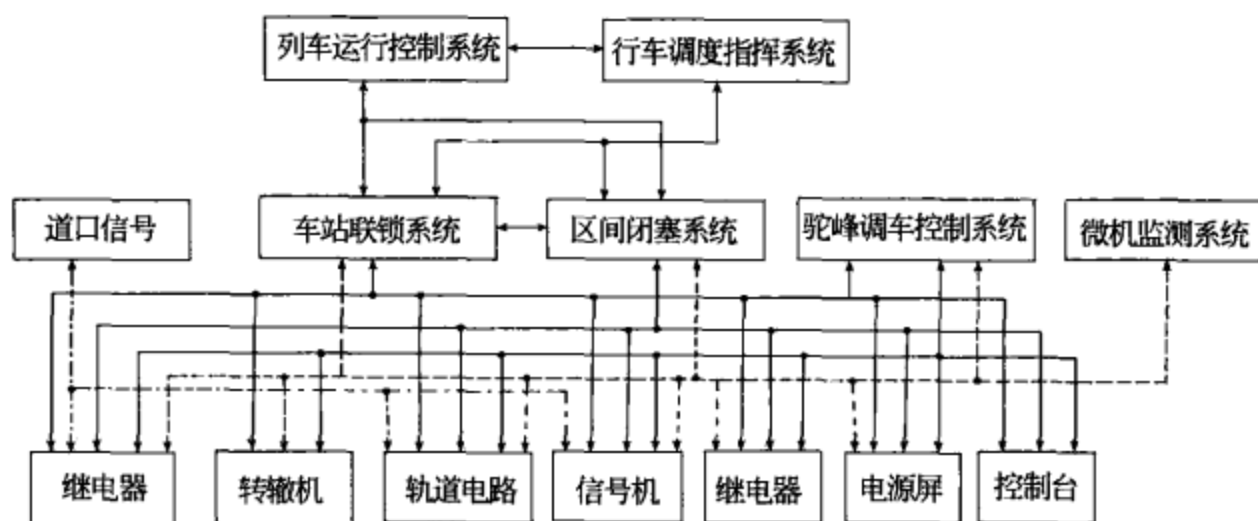 列车运行控制系统
行车调度指挥系统
道口信号
车站联锁系统
区间闭塞系统
驼峰调车控制系统
微机监测系统
继电器
转辙机
轨道电路
信号机
继电器
电源屏
控制台